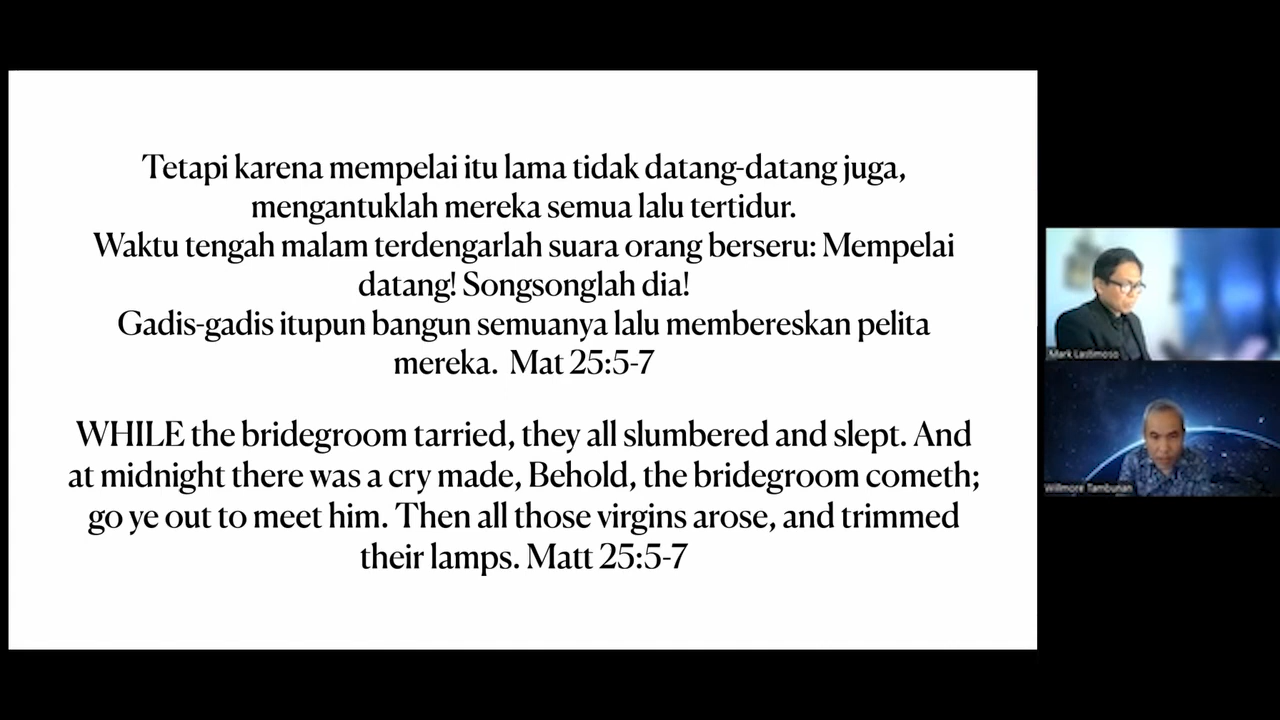 Tetapi karena mempelai itu lama tidak datang-datang juga,
mengantuklah mereka semua lalu tertidur.
Waktu tengah malam terdengarlah suara orang berseru: Mempelai
datang! Songsonglah dia!
Gadis-gadis itupun bangun semuanya lalu membereskan pelita
mereka.  Mat 25:5-7
WHILE the bridegroom tarried, they all slumbered and slept. And
at midnight there was a cry made, Behold, the bridegroom cometh;
go ye out to meet him. Then all those virgins arose, and trimmed
their lamps. Matt 25:5-7
Mark Lastimoso
Willmore Tambunan